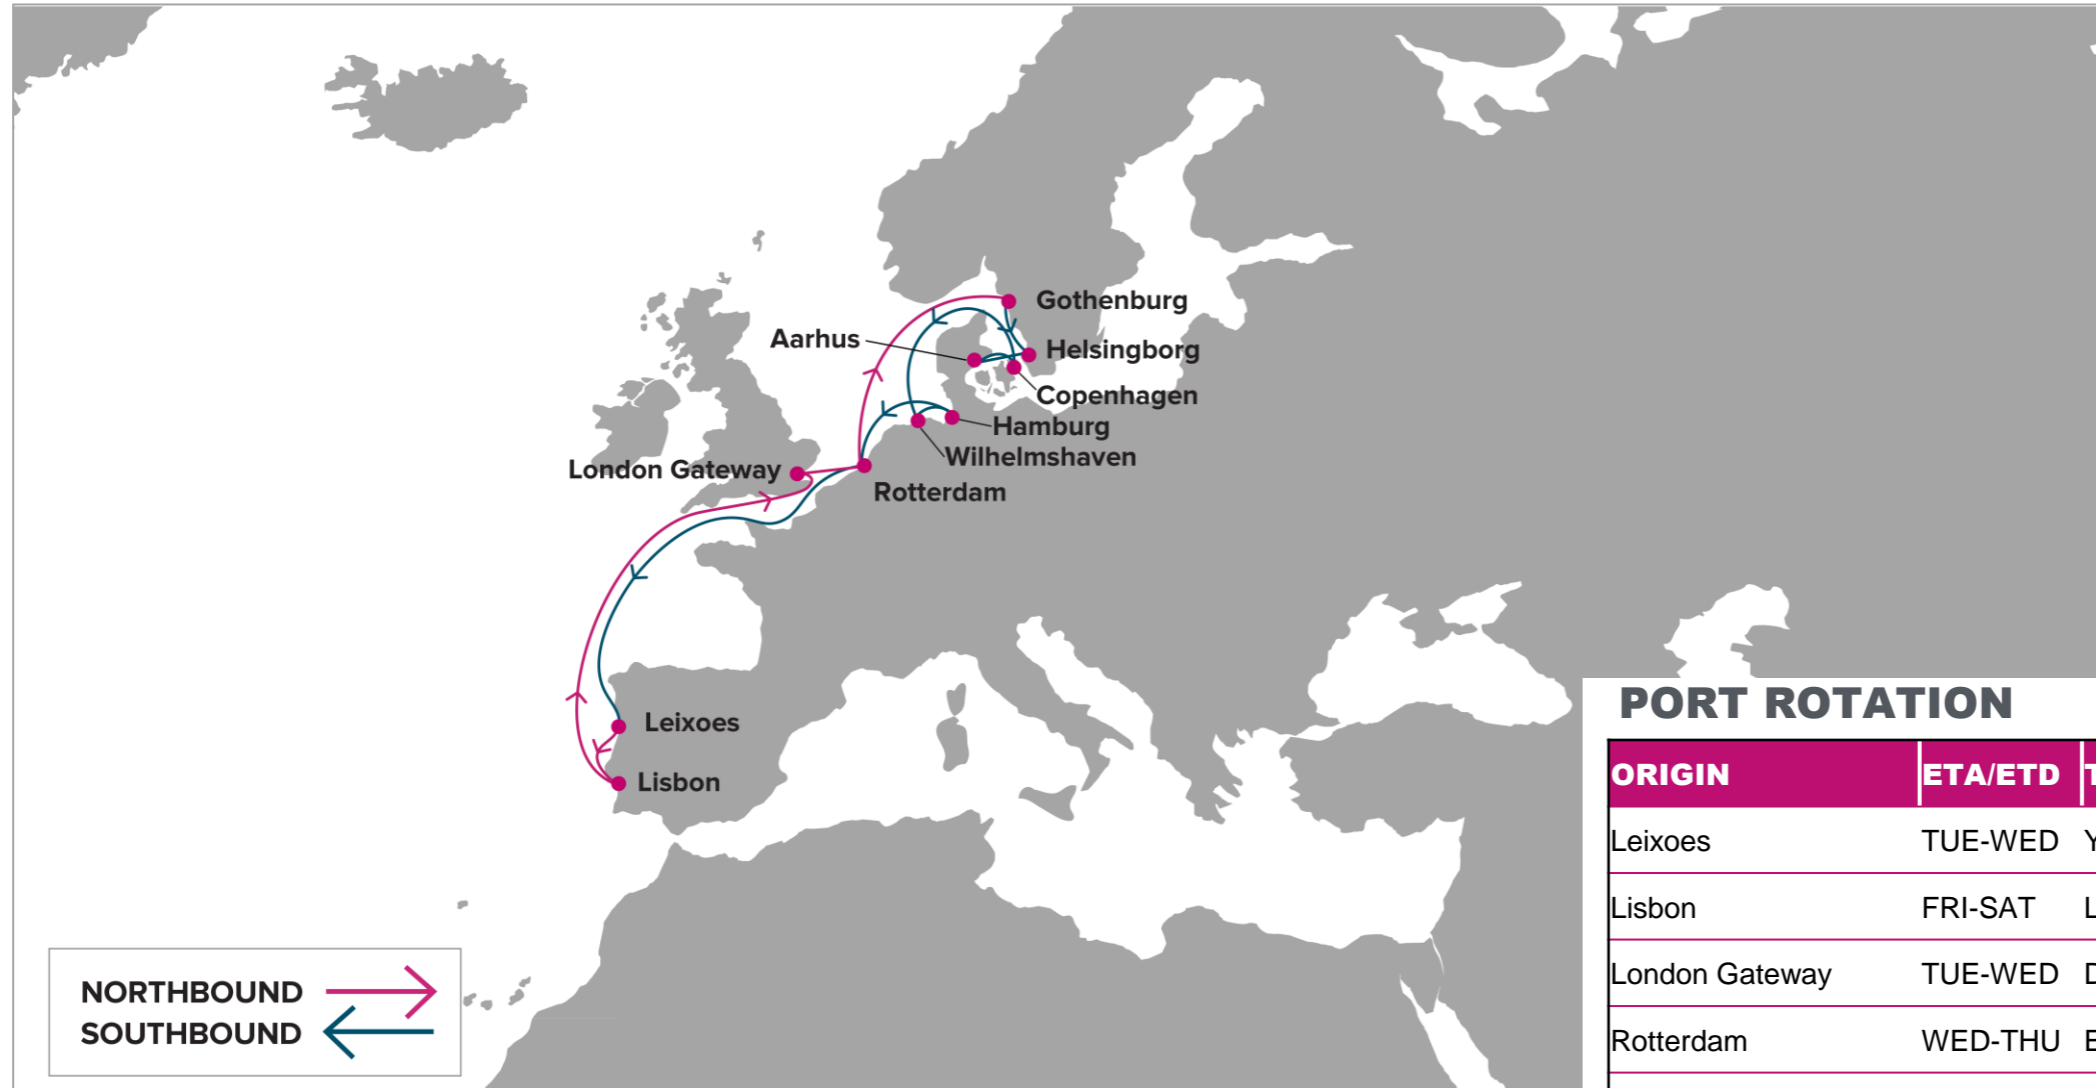 Gothenburg
Aarhus
Helsingborg
Copenhagen
Hamburg
Wilhelmshaven
London Gateway
Rotterdam
Leixoes
Lisbon
NORTHBOUND
SOUTHBOUND
PORT ROTATION
ORIGIN ETA/ETD
Leixoes TUE-WED
Lisbon FRI-SAT
London Gateway TUE-WED
Rotterdam WED-THU